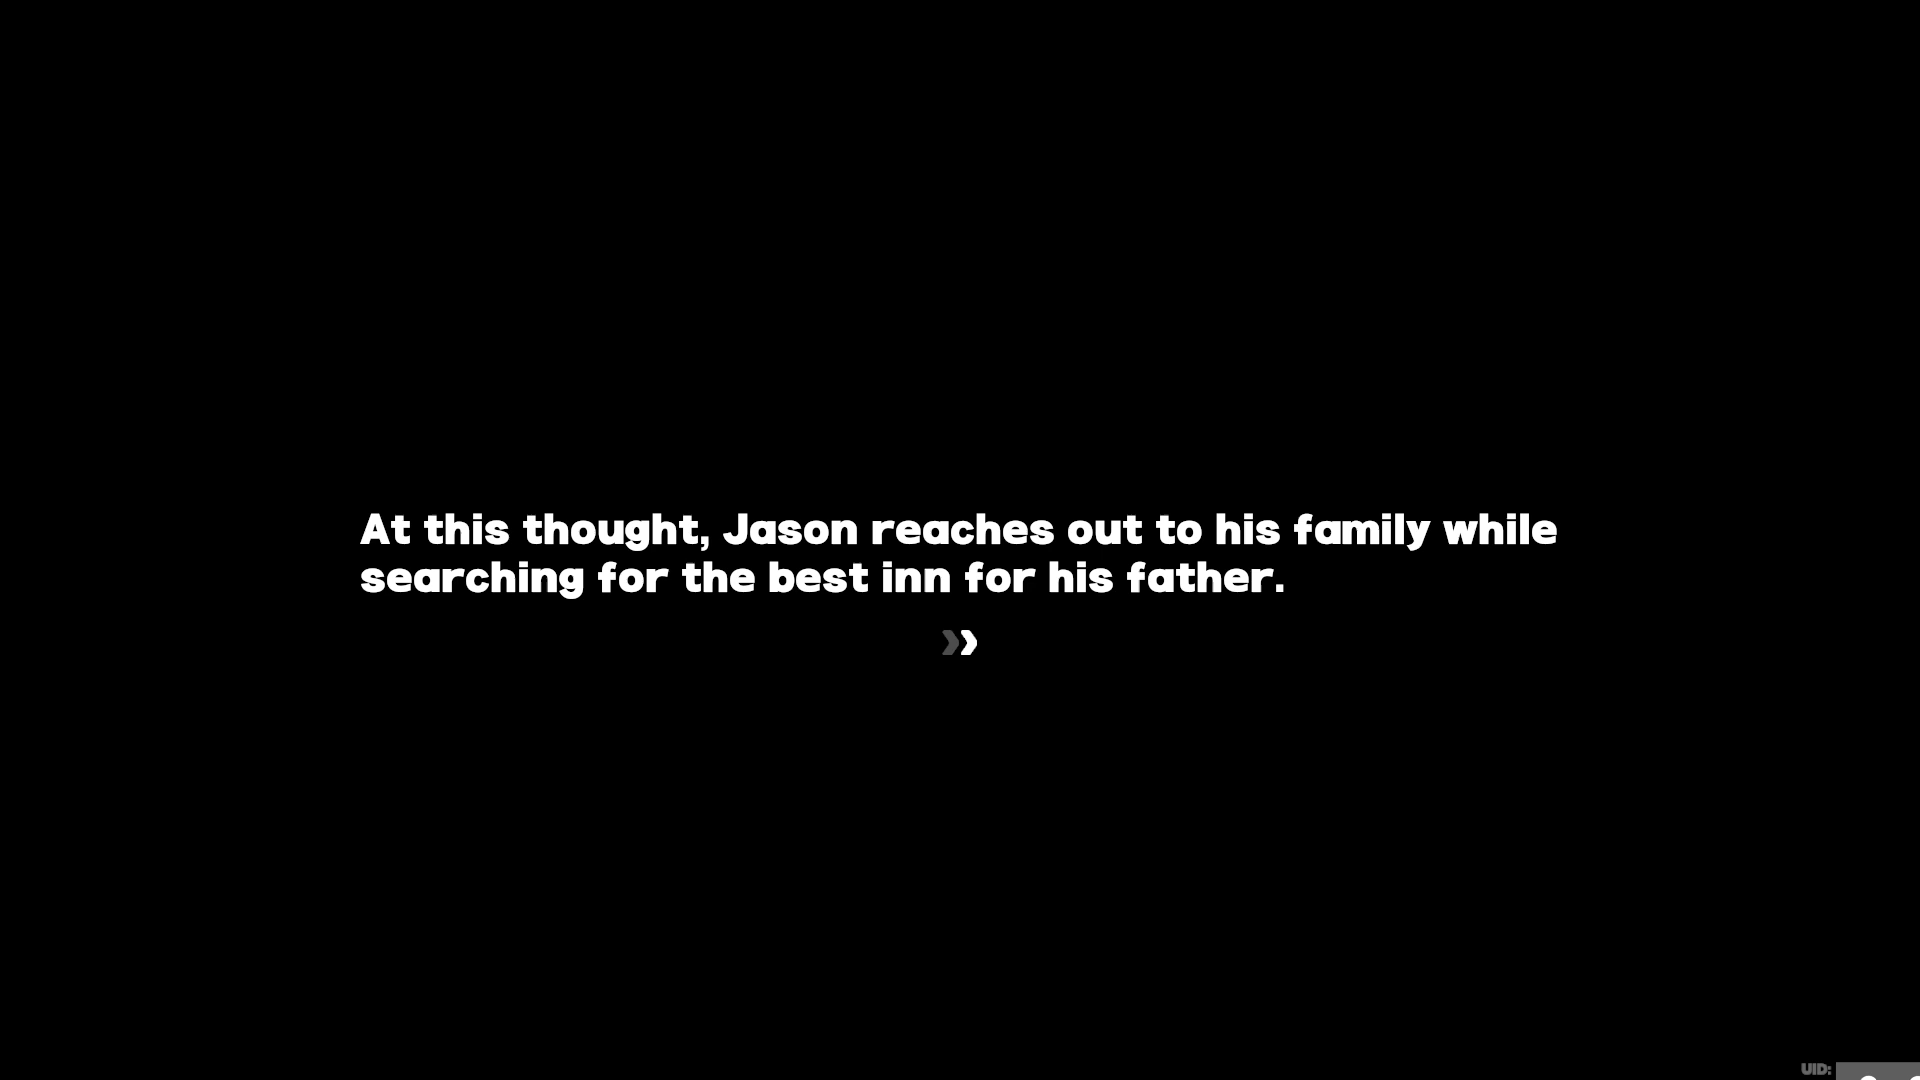 At this thought, Jason reaches out to his family while
searching for the best inn for his father.
UID: